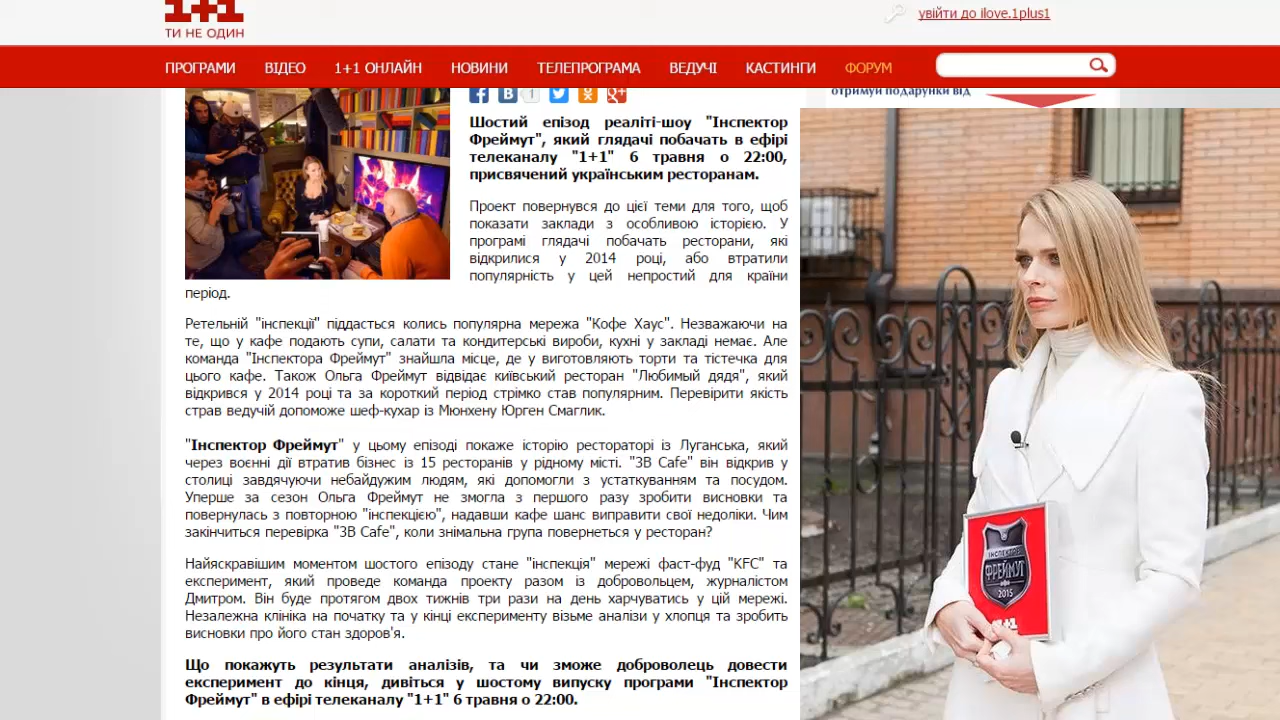 1+1
ТИ НЕ ОДИН
увійти до ilove.1plus1
ПРОГРАМИ ВІДЕО 1+1 ОНЛАЙН НОВИНИ ТЕЛЕПРОГРАМА ВЕДУЧІ КАСТИНГИ ФОРУМ
отримуй подарунки від
1
Шостий епізод реаліті-шоу "Інспектор
Фреймут", який глядачі побачать в ефірі
телеканалу "1+1" 6 травня о 22:00,
присвячений українським ресторанам.
Проект повернувся до цієї теми для того, щоб
показати заклади з особливою історією. У
програмі глядачі побачать ресторани, які
відкрилися у 2014 році, або втратили
популярність у цей непростий для країни
період.
Ретельній "інспекції" піддасться колись популярна мережа "Кофе Хаус". Незважаючи на
те, що у кафе подають супи, салати та кондитерські вироби, кухні у закладі немає. Але
команда "Інспектора Фреймут" знайшла місце, де у виготовляють торти та тістечка для
цього кафе. Також Ольга Фреймут відвідає київський ресторан "Любимый дядя", який
відкрився у 2014 році та за короткий період стрімко став популярним. Перевірити якість
страв ведучій допоможе шеф-кухар із Мюнхену Юрген Смаглик.
"Інспектор Фреймут" у цьому епізоді покаже історію рестораторі із Луганська, який
через воєнні дії втратив бізнес із 15 ресторанів у рідному місті. "3B Cafe" він відкрив у
столиці завдячуючи небайдужим людям, які допомогли з устаткуванням та посудом.
Уперше за сезон Ольга Фреймут не змогла з першого разу зробити висновки та
повернулась з повторною "інспекцією", надавши кафе шанс виправити свої недоліки. Чим
закінчиться перевірка "3B Cafe", коли знімальна група повернеться у ресторан?
Найяскравішим моментом шостого епізоду стане "інспекція" мережі фаст-фуд "KFC" та
експеримент, який проведе команда проекту разом із добровольцем, журналістом
Дмитром. Він буде протягом двох тижнів три рази на день харчуватись у цій мережі.
Незалежна клініка на початку та у кінці експерименту візьме аналізи у хлопця та зробить
висновки про його стан здоров'я.
Що покажуть результати аналізів, та чи зможе доброволець довести
експеримент до кінця, дивіться у шостому випуску програми "Інспектор
Фреймут" в ефірі телеканалу "1+1" 6 травня о 22:00.
ІНСПЕКТОР
ФРЕЙМУТ
2015
1+1